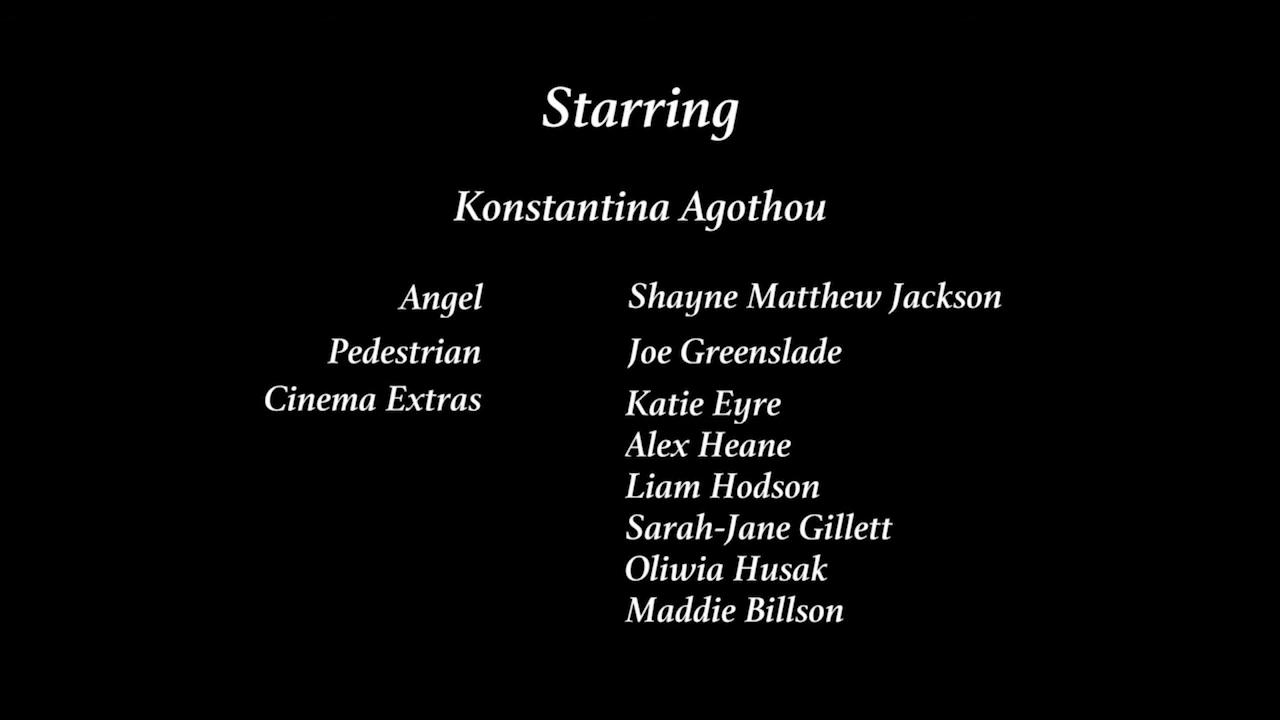 Starring
Konstantina Agothou
Angel Shayne Matthew Jackson
Pedestrian Joe Greenslade
Cinema Extras Katie Eyre
Alex Heane
Liam Hodson
Sarah-Jane Gillett
Oliwia Husak
Maddie Billson